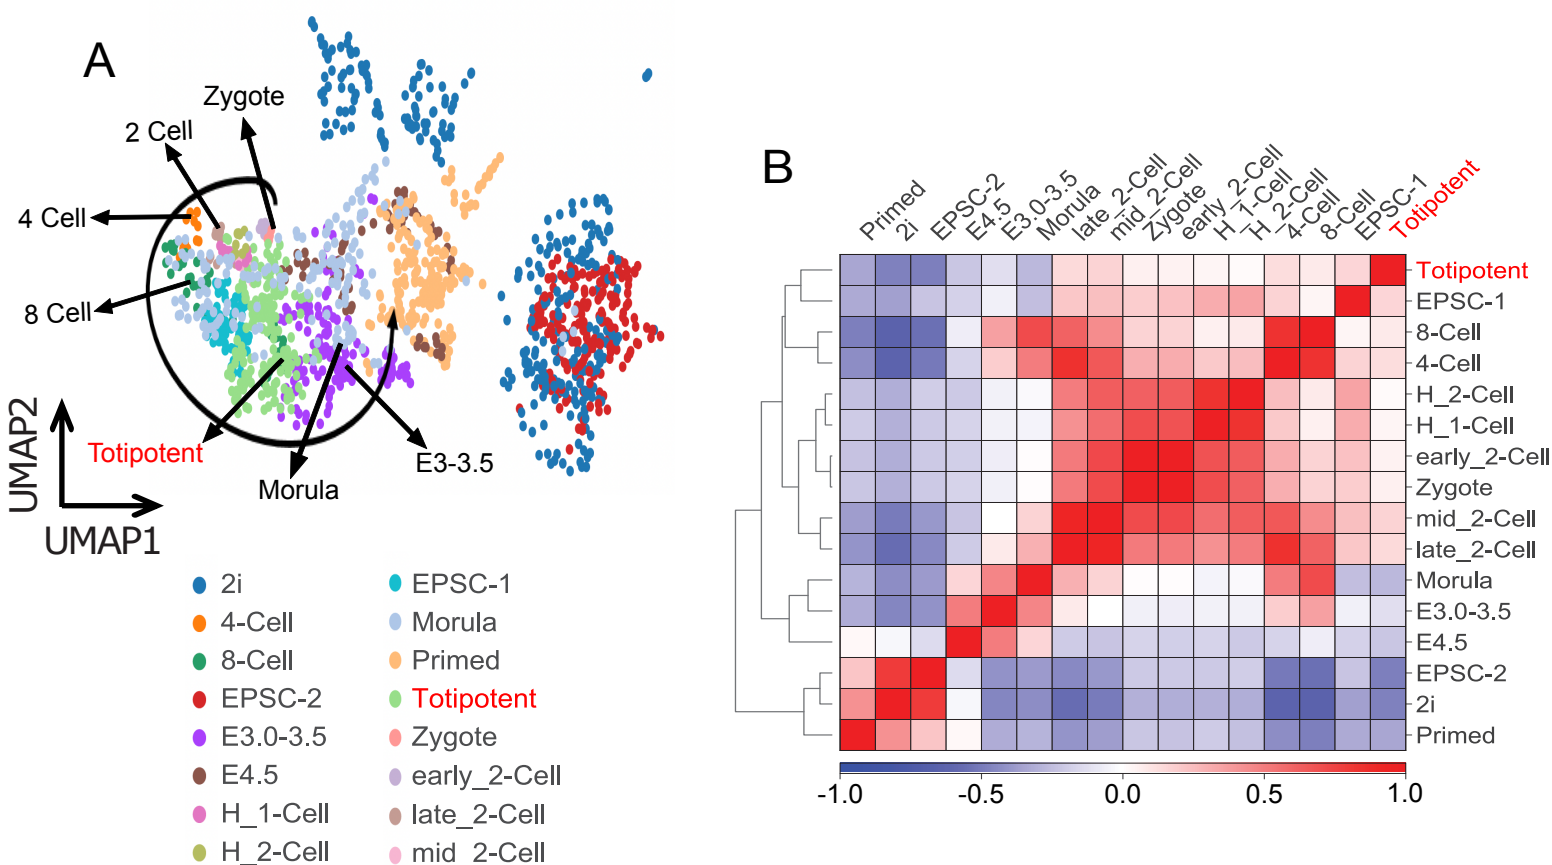 A
Zygote
2 Cell
4 Cell
8 Cell
Totipotent
Morula
E3-3.5
UMAP2
UMAP1
2i
4-Cell
8-Cell
EPSC-2
E3.0-3.5
E4.5
H_1-Cell
H_2-Cell
EPSC-1
Morula
Primed
Totipotent
Zygote
early_2-Cell
late_2-Cell
mid_2-Cell
B
Primed
2i
EPSC-2
E4.5
E3.0-3.5
Morula
late_2-Cell
mid_2-Cell
Zygote
early_2-Cell
H_1-Cell
H_2-Cell
4-Cell
8-Cell
EPSC-1
Totipotent
Totipotent
EPSC-1
8-Cell
4-Cell
H_2-Cell
H_1-Cell
early_2-Cell
Zygote
mid_2-Cell
late_2-Cell
Morula
E3.0-3.5
E4.5
EPSC-2
2i
Primed
-1.0 -0.5 0.0 0.5 1.0